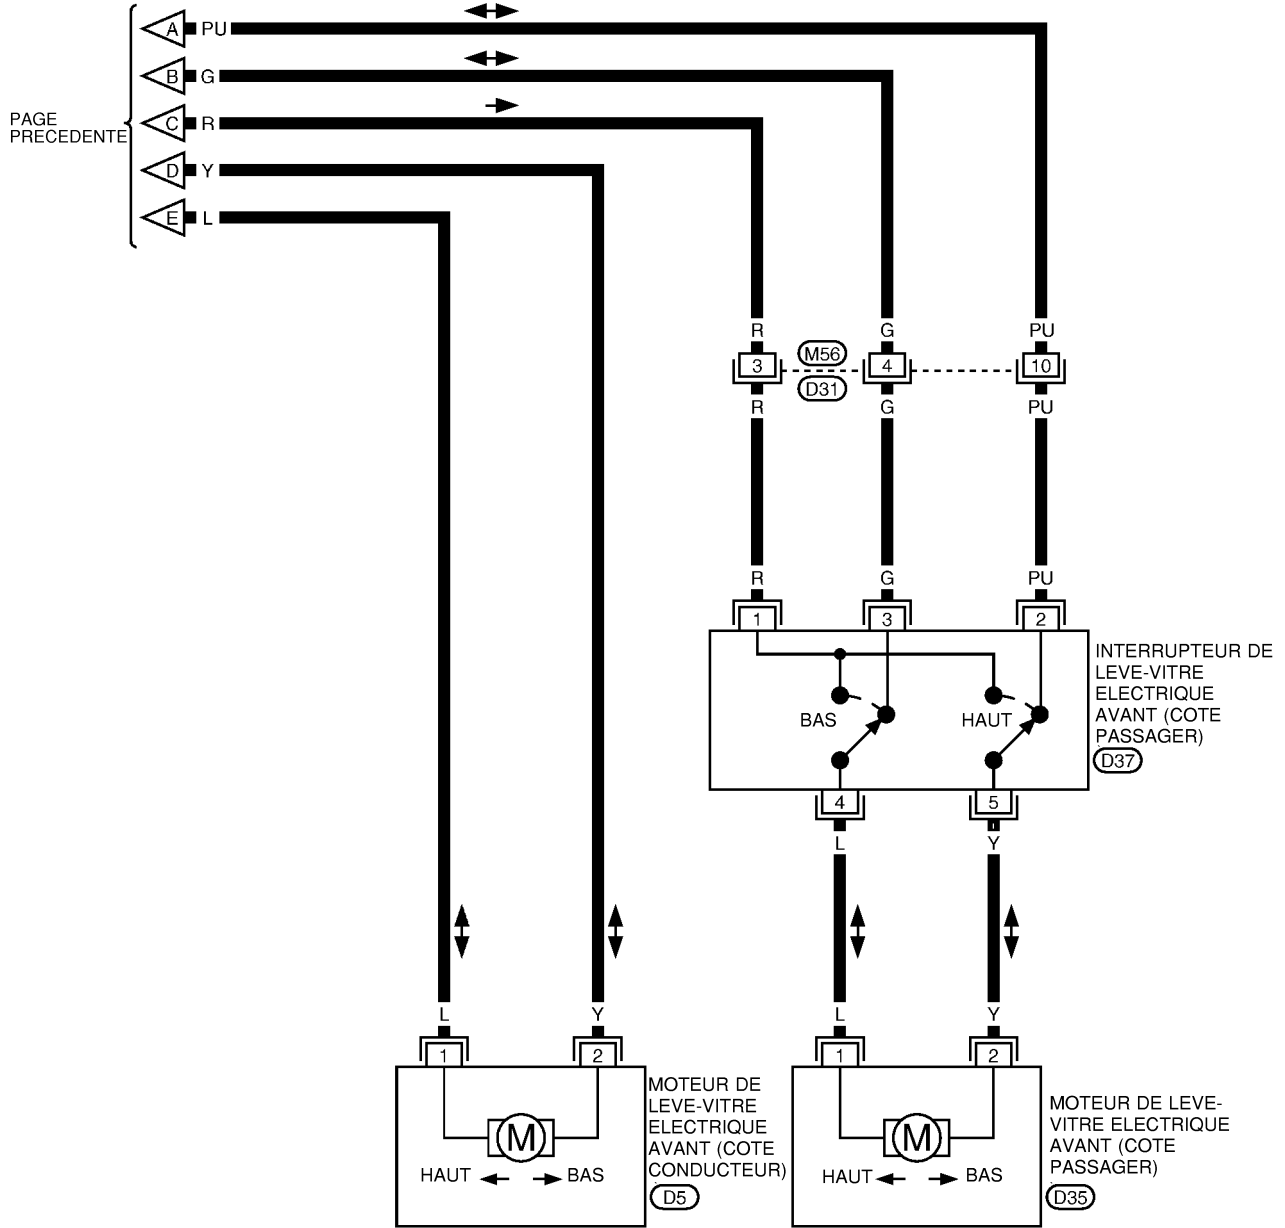 A PU
B G
C R
D Y
E L
PAGE
PRECEDENTE
R G PU
3 M56 4 10
D31
R G PU
R G PU
1 3 2
INTERRUPTEUR DE
LEVE-VITRE
ELECTRIQUE
AVANT (COTE
PASSAGER)
D37
BAS HAUT
4 5
L Y
L Y L Y
1 2 1 2
MOTEUR DE
LEVE-VITRE
ELECTRIQUE
AVANT (COTE
CONDUCTEUR)
D5
M
HAUT BAS
MOTEUR DE LEVE-
VITRE ELECTRIQUE
AVANT (COTE
PASSAGER)
D35
M
HAUT BAS